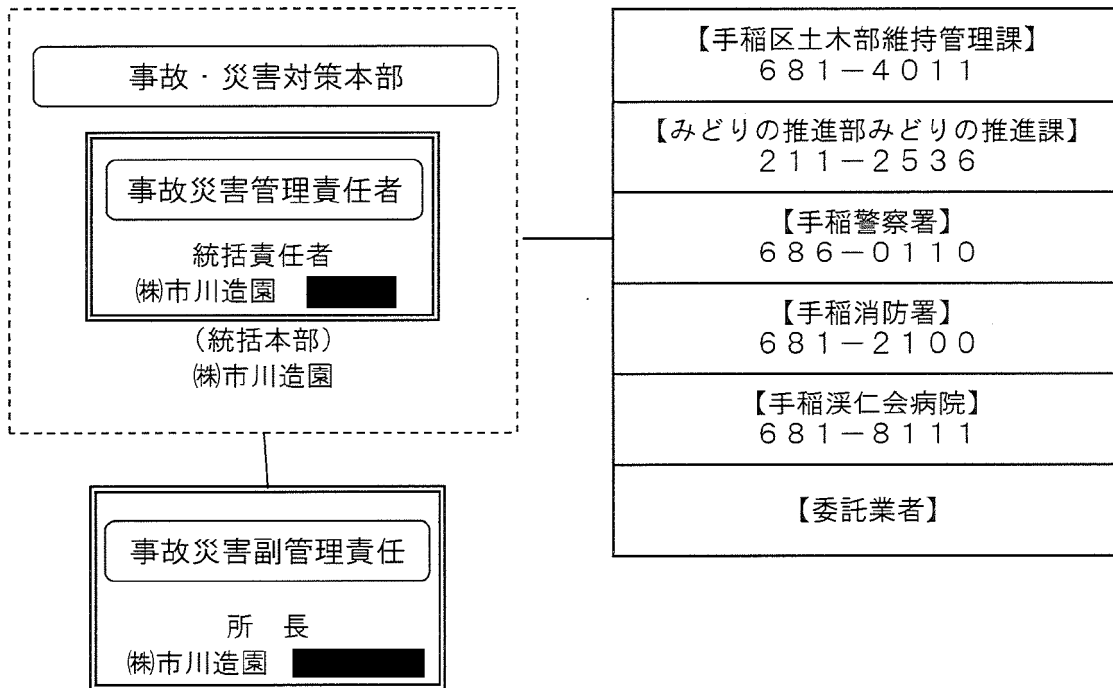 事故・災害対策本部
事故災害管理責任者
統括責任者
㈱市川造園
(統括本部)
㈱市川造園
事故災害副管理責任
所　長
㈱市川造園
【手稲区土木部維持管理課】
６８１－４０１１
【みどりの推進部みどりの推進課】
２１１－２５３６
【手稲警察署】
６８６－０１１０
【手稲消防署】
６８１－２１００
【手稲渓仁会病院】
６８１－８１１１
【委託業者】